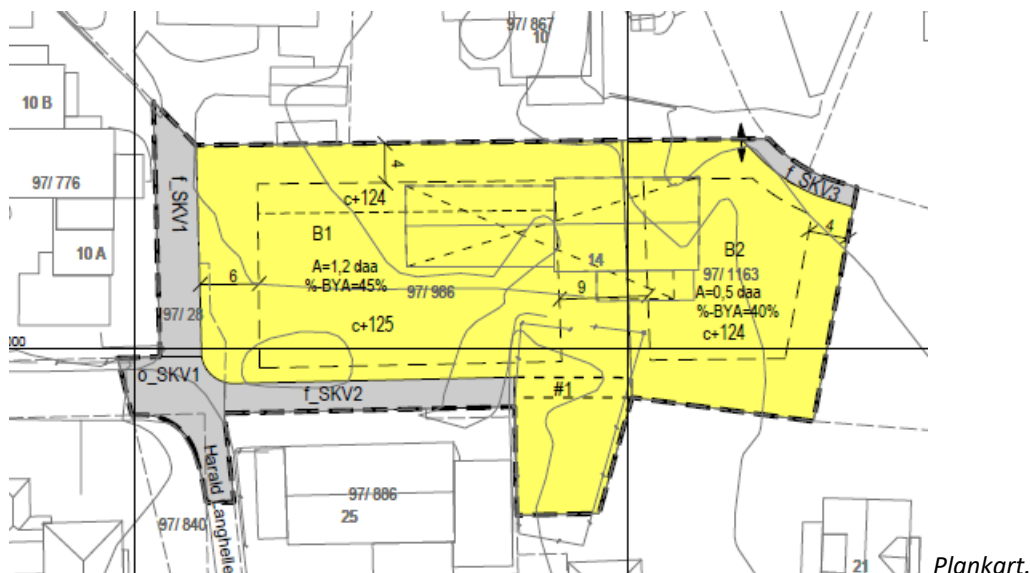 97/ 867
10
10 B
97/ 776
f_SKV1
4
f_SKV3
c+124
B1
A=1,2 daa
%-BYA=45%
6
97/ 986
14
9
B2
97/ 1163
A=0,5 daa
%-BYA=40%
c+124
4
10 A
97/ 28
c+125
o_SKV1
f_SKV2
#1
Harald Langhelle
97/ 886
25
97/ 840
21
Plankart.